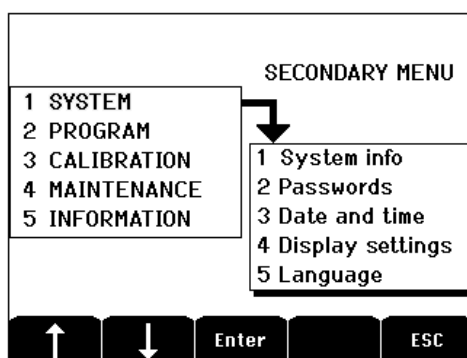 SECONDARY MENU
1 SYSTEM
2 PROGRAM
3 CALIBRATION
4 MAINTENANCE
5 INFORMATION
1 System info
2 Passwords
3 Date and time
4 Display settings
5 Language
Enter
ESC